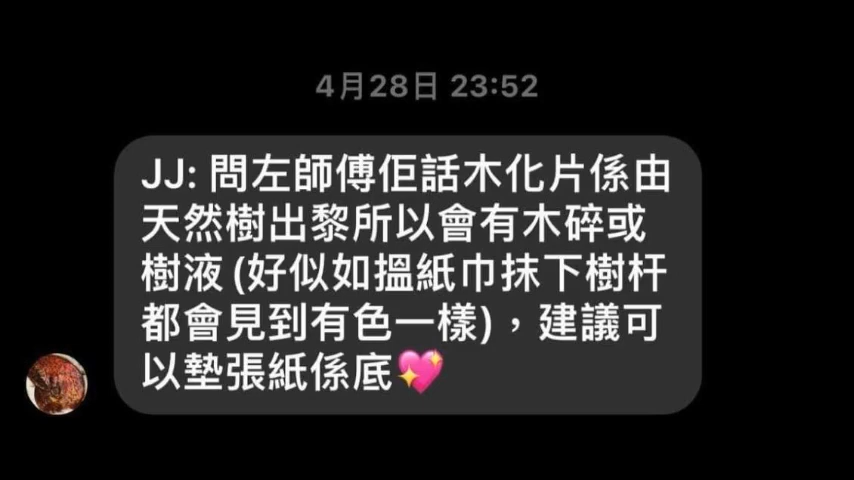 4月28日 23:52
JJ: 問左師傅佢話木化片係由
天然樹出黎所以會有木碎或
樹液 (好似如搵紙巾抹下樹杆
都會見到有色一樣)，建議可
以墊張紙係底💖